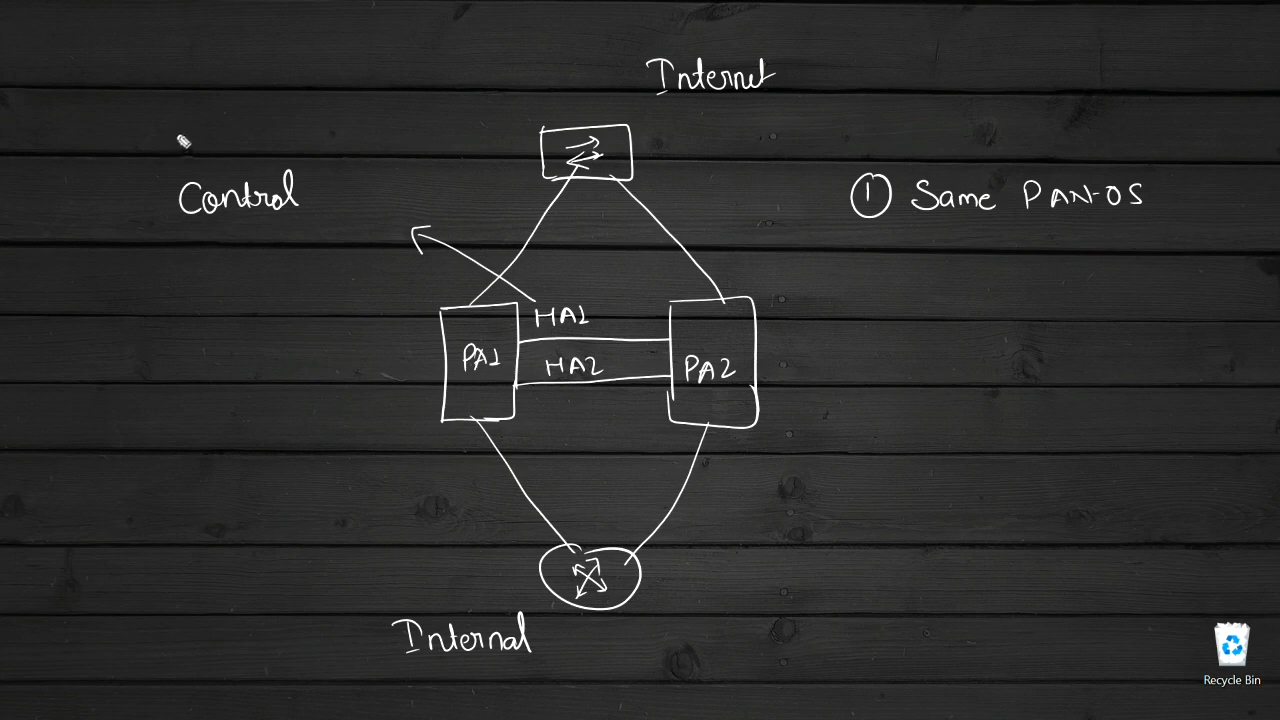 Internet
Control
① Same PAN-OS
HA1
PA1
HA2
PA2
Internal
Recycle Bin